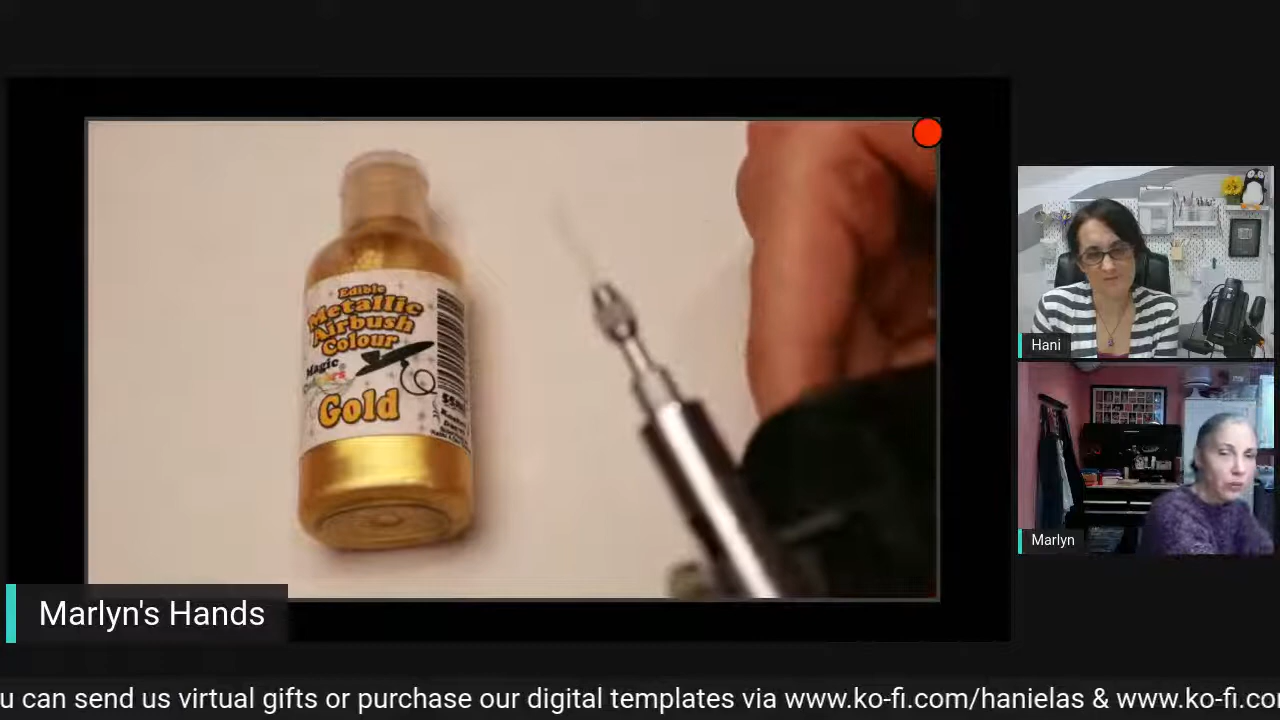 Edible
Metallic
Airbush
Colour
Magic
Gold
Hani
Marlyn
Marlyn's Hands
u can send us virtual gifts or purchase our digital templates via www.ko-fi.com/hanielas & www.ko-fi.co